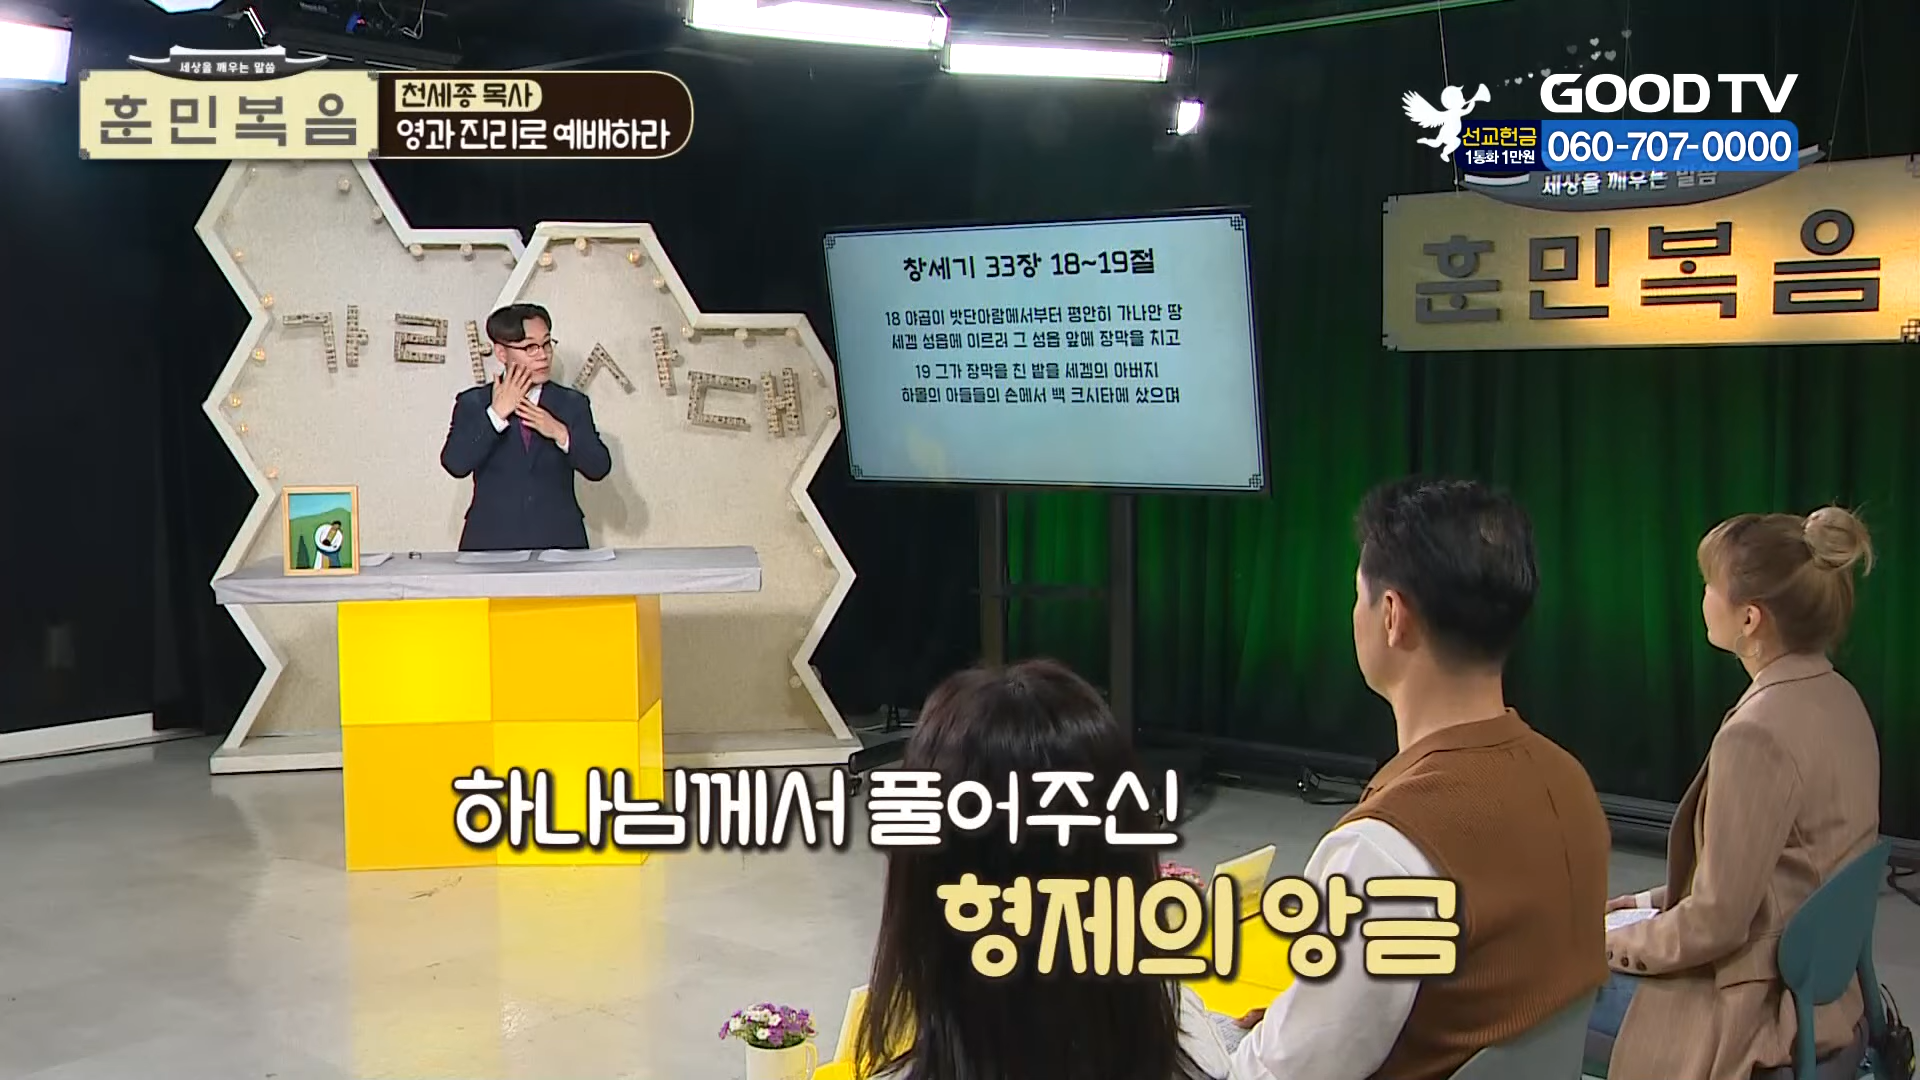 세상을 깨우는 말씀
훈민복음
천세종 목사
영과 진리로 예배하라
GOOD TV
선교헌금
1통화 1만원
060-707-0000
세상을 깨우는 말씀
훈민복음
창세기 33장 18~19절
18 야곱이 밧단아람에서부터 평안히 가나안 땅
세겜 성읍에 이르러 그 성읍 앞에 장막을 치고
19 그가 장막을 친 밭을 세겜의 아버지
하몰의 아들들의 손에서 백 크시타에 샀으며
하나님께서 풀어주신
형제의 앙금